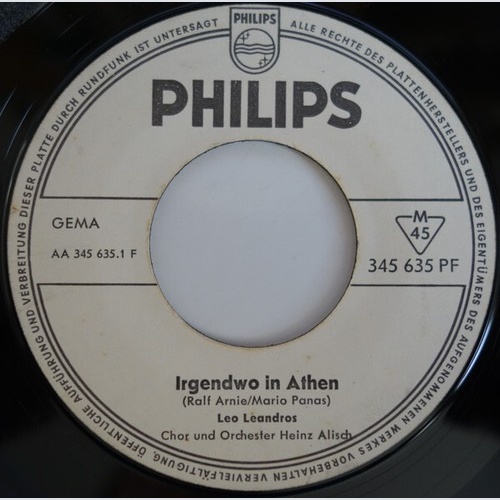 ALLE RECHTE DES PLATTENHERSTELLERS UND DES EIGENTÜMERS DES AUFGENOMMENEN WERKES VORBEHALTEN VERVIELFÄLTIGUNG, ÖFFENTLICHE AUFFÜHRUNG UND VERBREITUNG DIESER PLATTE DURCH RUNDFUNK IST UNTERSAGT
PHILIPS
PHILIPS
GEMA
AA 345 635.1 F
M
45
345 635 PF
Irgendwo in Athen
(Ralf Arnie/Mario Panas)
Leo Leandros
Chor und Orchester Heinz Alisch